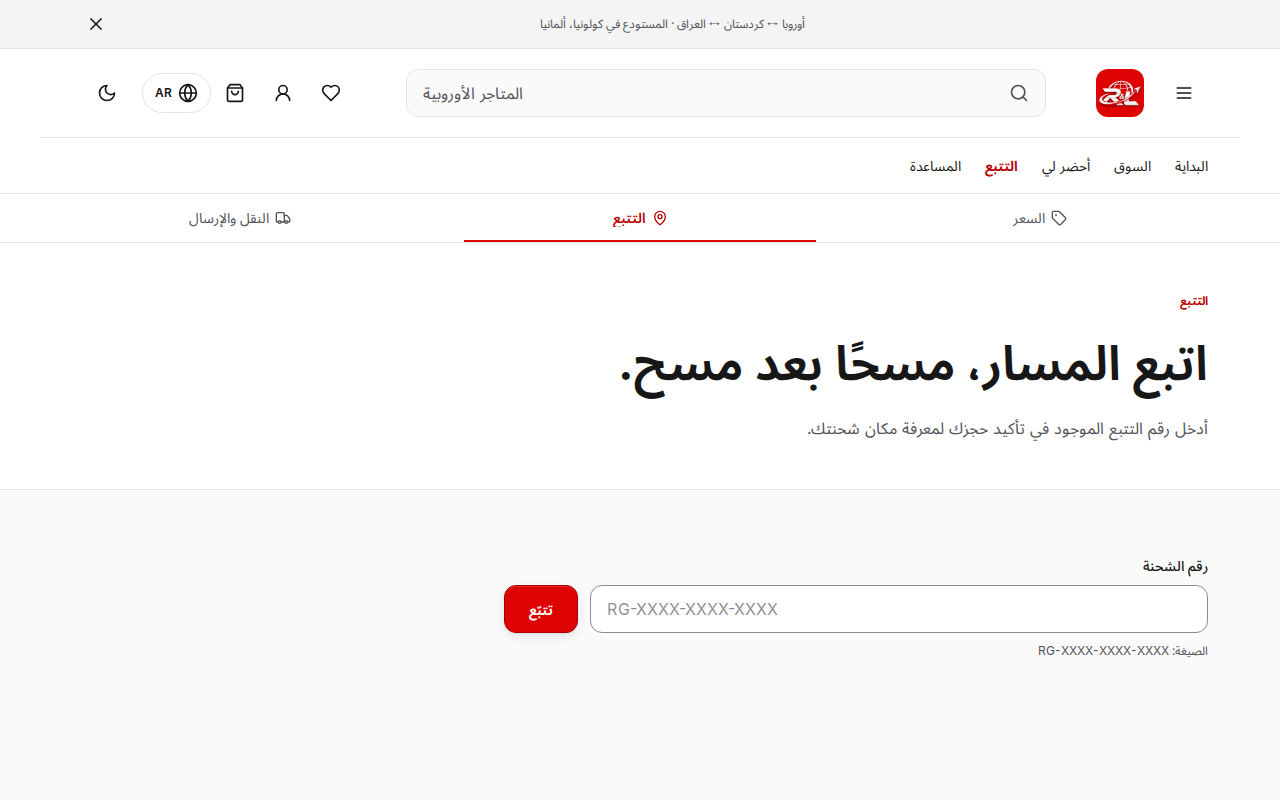 أوروبا ↔ كردستان ↔ العراق · المستودع في كولونيا، ألمانيا
المتاجر الأوروبية
AR
البداية
السوق
أحضر لي
التتبع
المساعدة
السعر
التتبع
النقل والإرسال
التتبع
اتبع المسار، مسحًا بعد مسح.
أدخل رقم التتبع الموجود في تأكيد حجزك لمعرفة مكان شحنتك.
رقم الشحنة
RG-XXXX-XXXX-XXXX
تتبّع
الصيغة: RG-XXXX-XXXX-XXXX